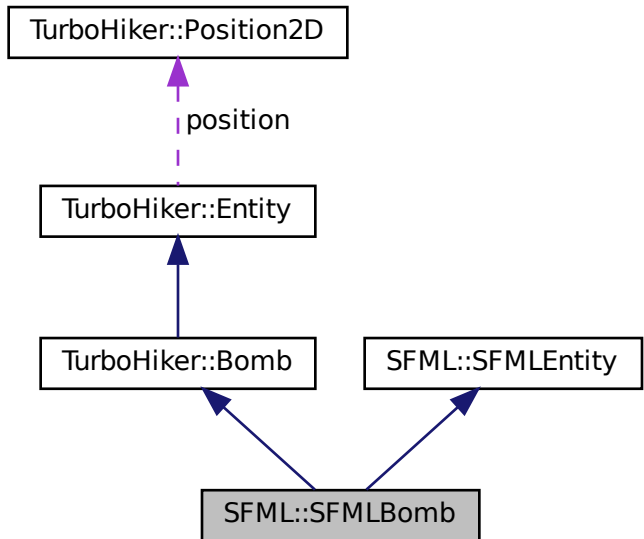 TurboHiker::Position2D
position
TurboHiker::Entity
TurboHiker::Bomb
SFML::SFMLEntity
SFML::SFMLBomb